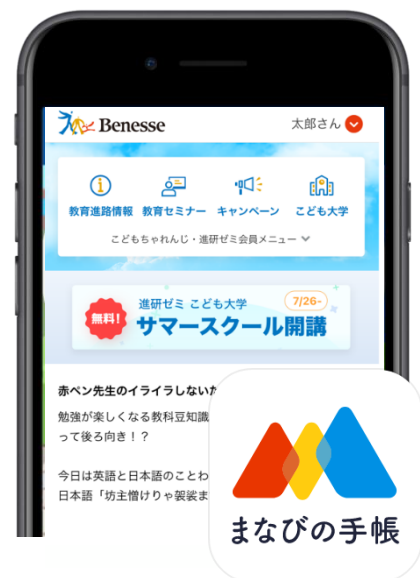 Benesse
太郎さん
教育進路情報 教育セミナー キャンペーン こども大学
こどもちゃれんじ・進研ゼミ会員メニュー
無料!
進研ゼミ こども大学
7/26-
サマースクール開講
赤ペン先生のイライラしない
勉強が楽しくなる教科豆知識
って後ろ向き!?
今日は英語と日本語のことわ
日本語「坊主憎けりゃ袈裟ま
まなびの手帳